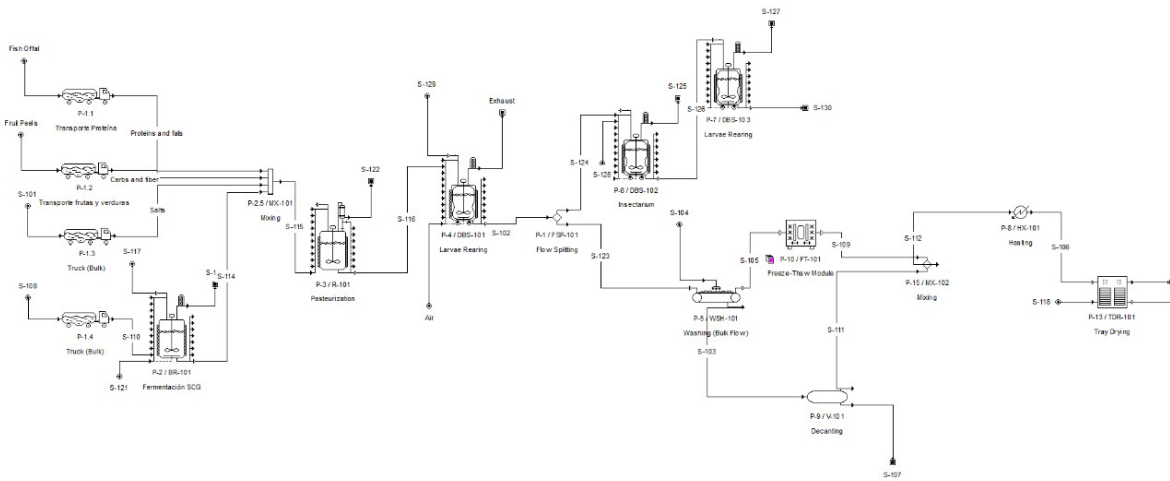 Fish Offal
P-1.1
Transporte Proteína
Proteins and fats
Fruit Peels
P-1.2
Transporte frutas y verduras
Carbs and fiber
Salts
S-101
P-1.3
Truck (Bulk)
S-117
S-1
S-114
S-108
P-1.4
Truck (Bulk)
S-110
S-121
P-2 / BR-101
Fermentación SCG
P-2,5 / MX-101
Mixing
S-115
S-122
P-3 / R-101
Pasteurization
S-116
S-129
Exhaust
P-4 / DBS-101
Larvae Rearing
S-102
Air
P-1 / FSP-101
Flow Splitting
S-124
S-123
S-128
S-125
P-6 / DBS-102
Insectarium
S-126
S-127
P-7 / DBS-103
Larvae Rearing
S-130
S-104
S-105
P-5 / WSH-101
Washing (Bulk Flow)
S-103
P-10 / FT-101
Freeze-Thaw Module
S-109
S-111
P-9 / V-101
Decanting
S-107
S-112
P-15 / MX-102
Mixing
P-8 / HX-101
Heating
S-106
S-118
P-13 / TDR-101
Tray Drying